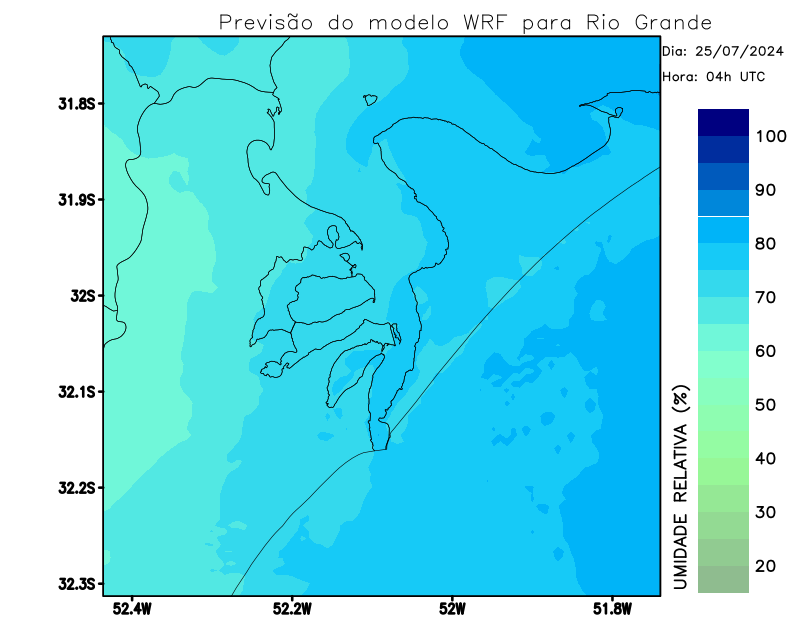 Previsão do modelo WRF para Rio Grande
Dia: 25/07/2024
Hora: 04h UTC
31.8S
31.9S
32S
32.1S
32.2S
32.3S
52.4W
52.2W
52W
51.8W
UMIDADE RELATIVA (%)
100
90
80
70
60
50
40
30
20